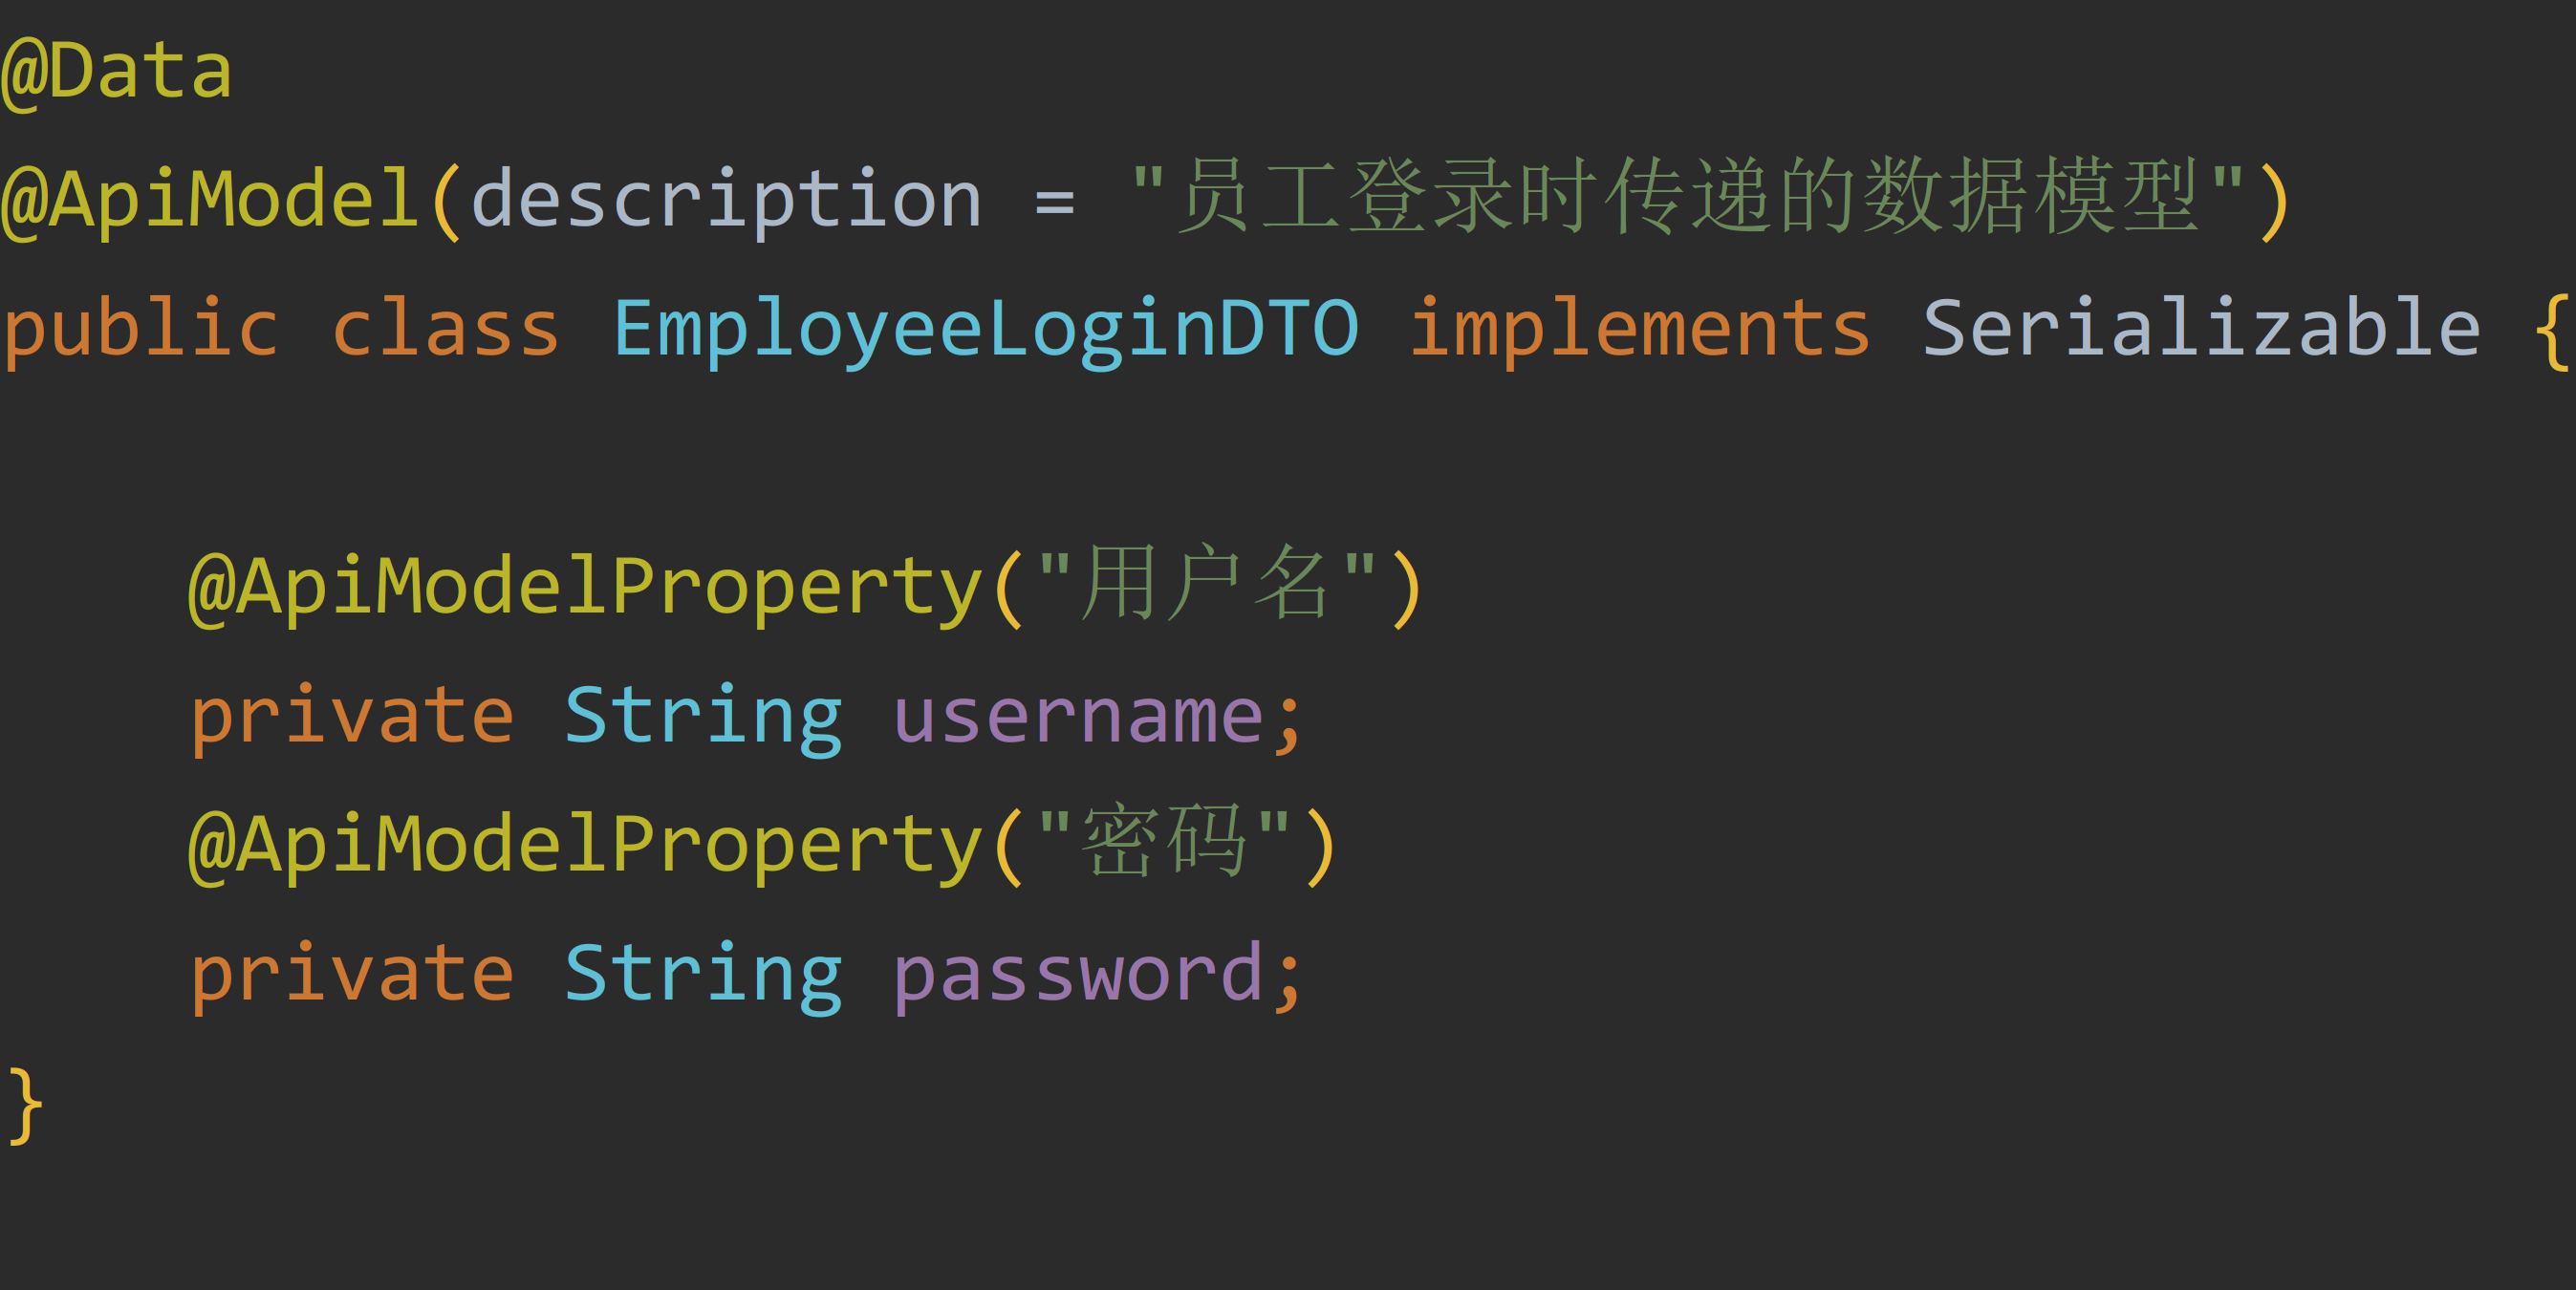 @Data
@ApiModel(description = "员工登录时传递的数据模型")
public class EmployeeLoginDTO implements Serializable {
    @ApiModelProperty("用户名")
    private String username;
    @ApiModelProperty("密码")
    private String password;
}